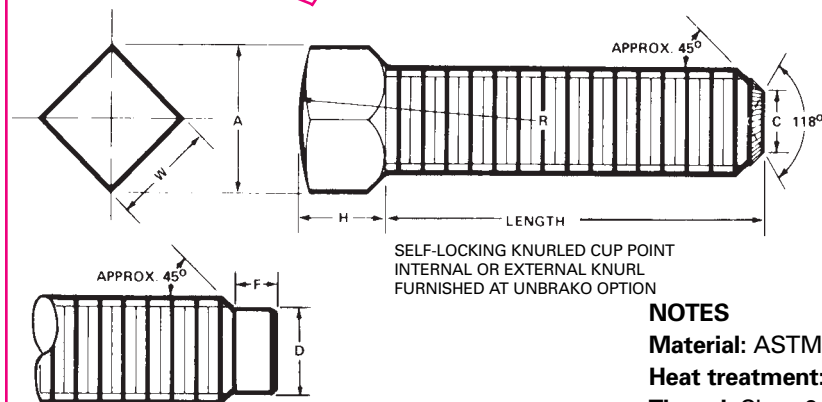 APPROX. 45°
A
R
C
118°
W
H
LENGTH
SELF-LOCKING KNURLED CUP POINT
INTERNAL OR EXTERNAL KNURL
FURNISHED AT UNBRAKO OPTION
APPROX. 45°
F
D
NOTES
Material: ASTM
Heat treatment: